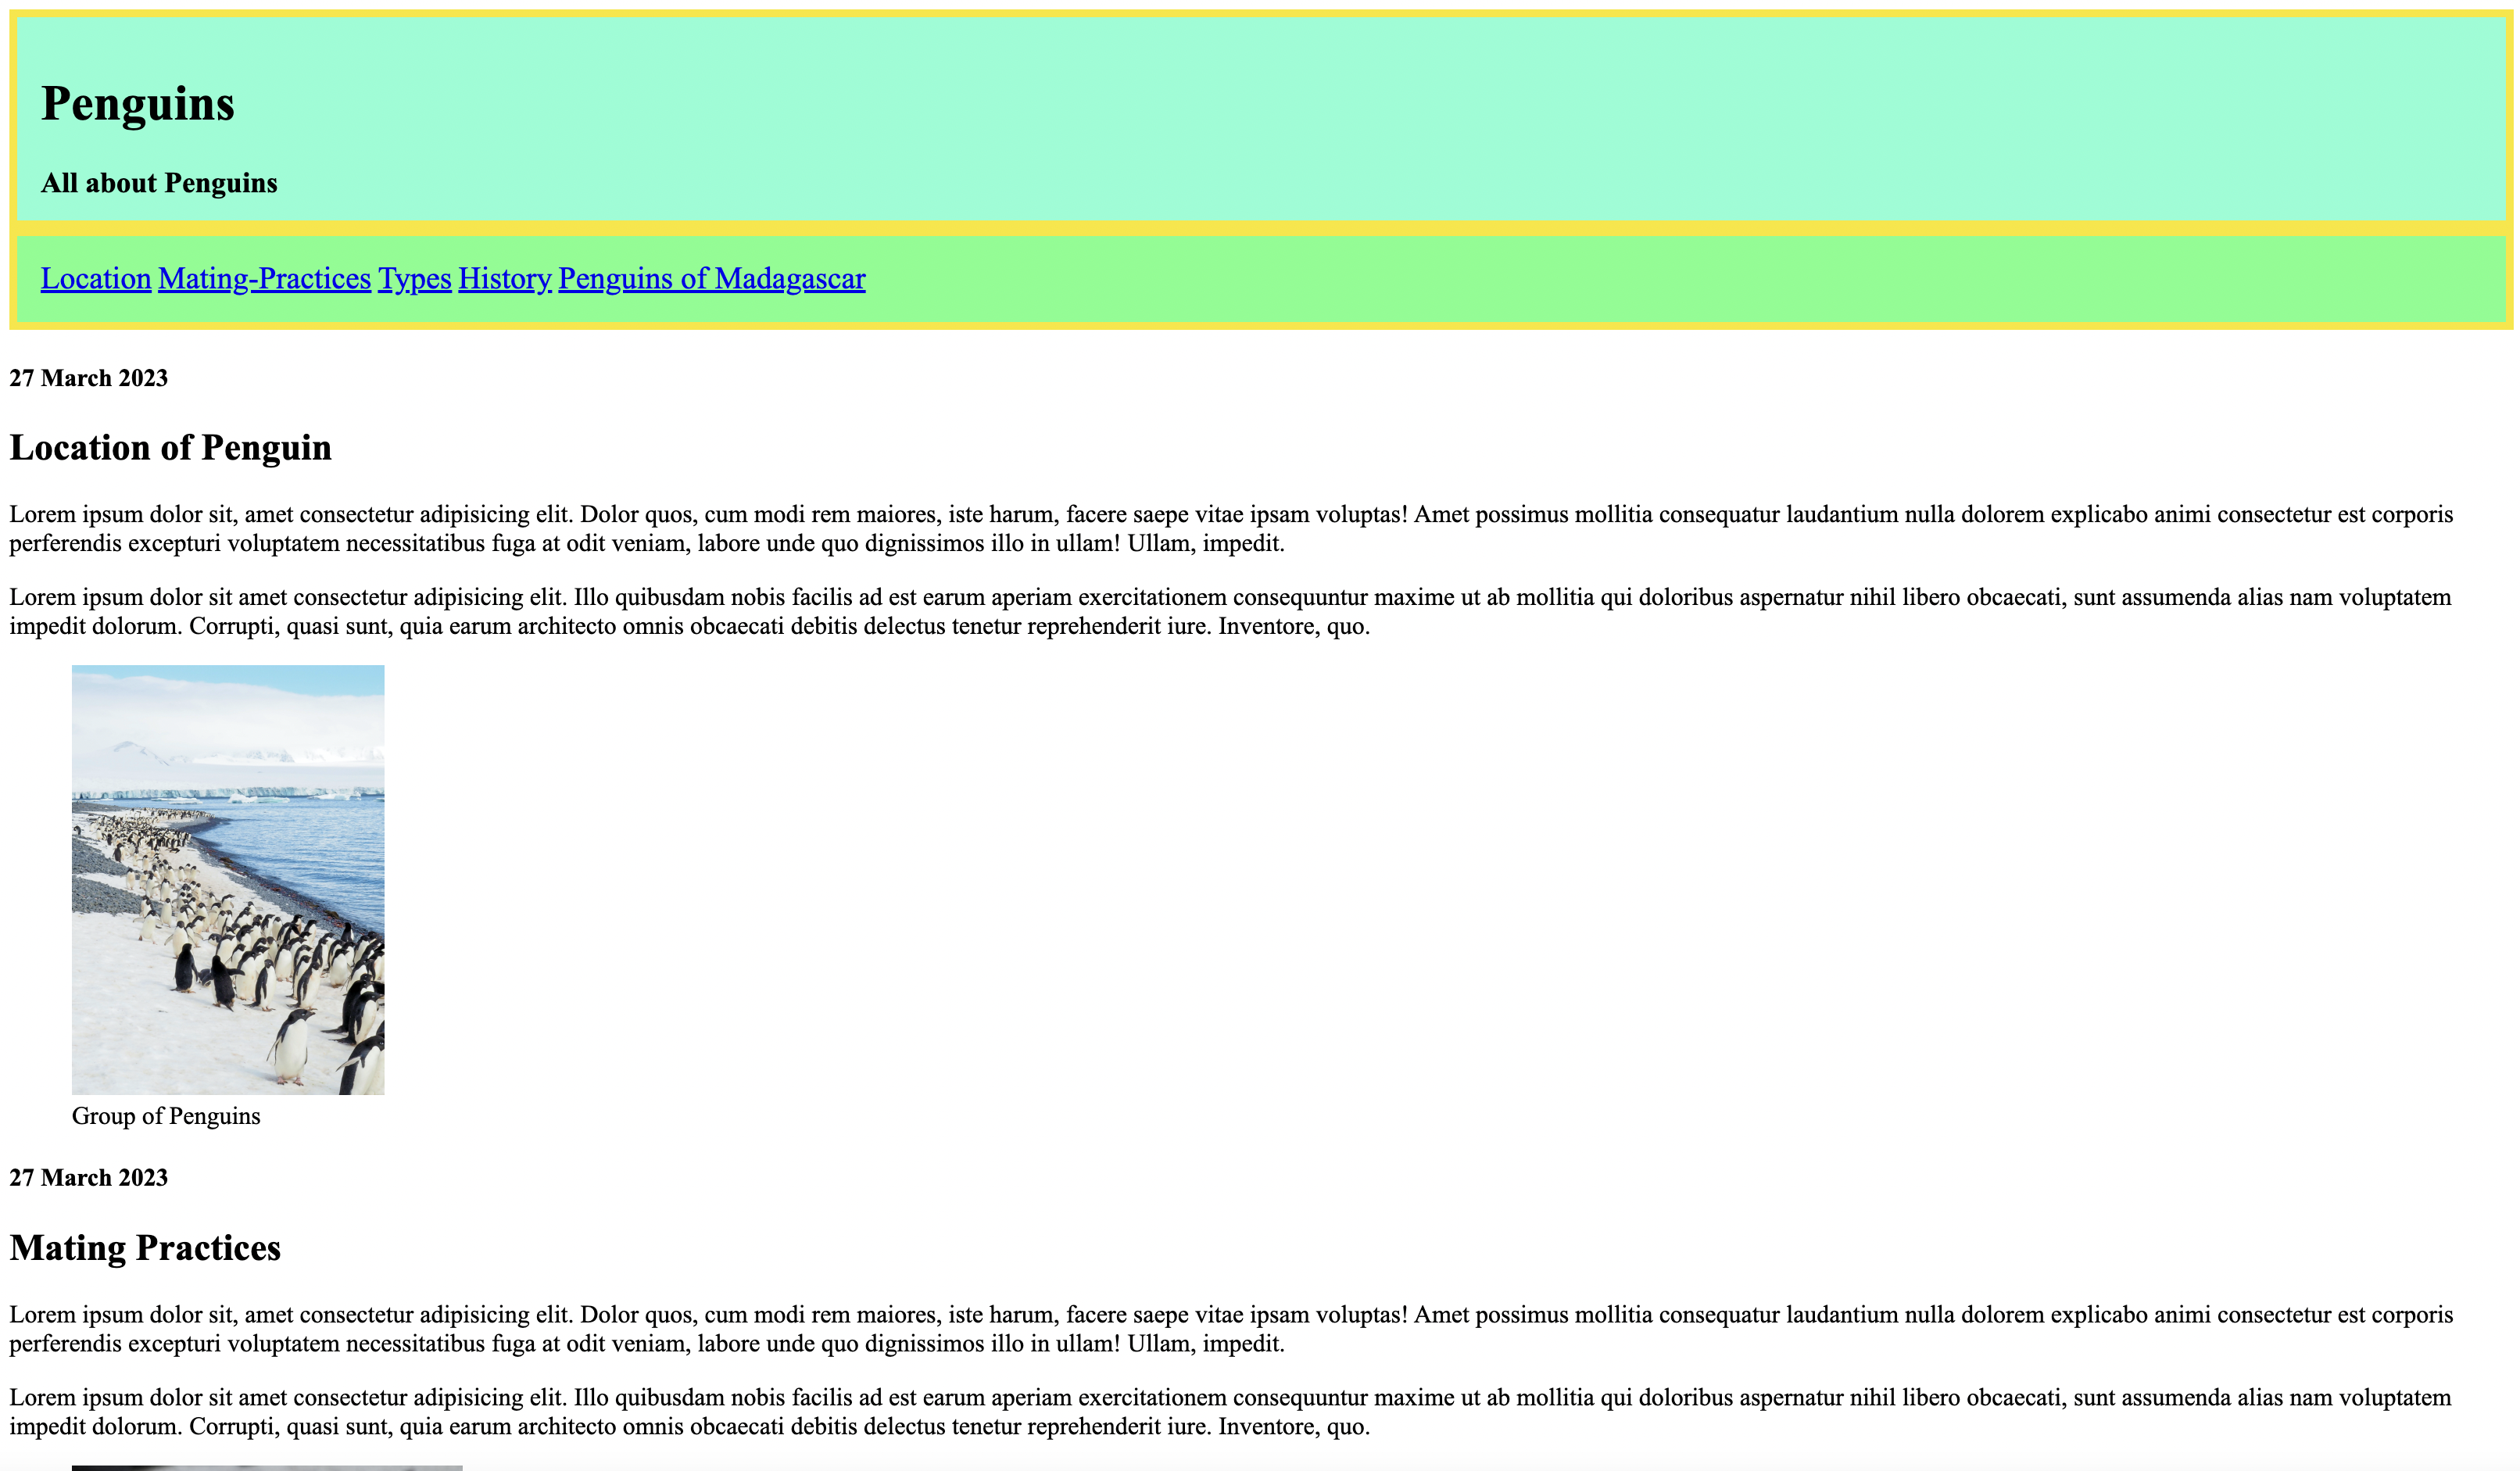 Penguins
All about Penguins
Location Mating-Practices Types History Penguins of Madagascar
27 March 2023
Location of Penguin
Lorem ipsum dolor sit, amet consectetur adipisicing elit. Dolor quos, cum modi rem maiores, iste harum, facere saepe vitae ipsam voluptas! Amet possimus mollitia consequatur laudantium nulla dolorem explicabo animi consectetur est corporis
perferendis excepturi voluptatem necessitatibus fuga at odit veniam, labore unde quo dignissimos illo in ullam! Ullam, impedit.
Lorem ipsum dolor sit amet consectetur adipisicing elit. Illo quibusdam nobis facilis ad est earum aperiam exercitationem consequuntur maxime ut ab mollitia qui doloribus aspernatur nihil libero obcaecati, sunt assumenda alias nam voluptatem
impedit dolorum. Corrupti, quasi sunt, quia earum architecto omnis obcaecati debitis delectus tenetur reprehenderit iure. Inventore, quo.
Group of Penguins
27 March 2023
Mating Practices
Lorem ipsum dolor sit, amet consectetur adipisicing elit. Dolor quos, cum modi rem maiores, iste harum, facere saepe vitae ipsam voluptas! Amet possimus mollitia consequatur laudantium nulla dolorem explicabo animi consectetur est corporis
perferendis excepturi voluptatem necessitatibus fuga at odit veniam, labore unde quo dignissimos illo in ullam! Ullam, impedit.
Lorem ipsum dolor sit amet consectetur adipisicing elit. Illo quibusdam nobis facilis ad est earum aperiam exercitationem consequuntur maxime ut ab mollitia qui doloribus aspernatur nihil libero obcaecati, sunt assumenda alias nam voluptatem
impedit dolorum. Corrupti, quasi sunt, quia earum architecto omnis obcaecati debitis delectus tenetur reprehenderit iure. Inventore, quo.